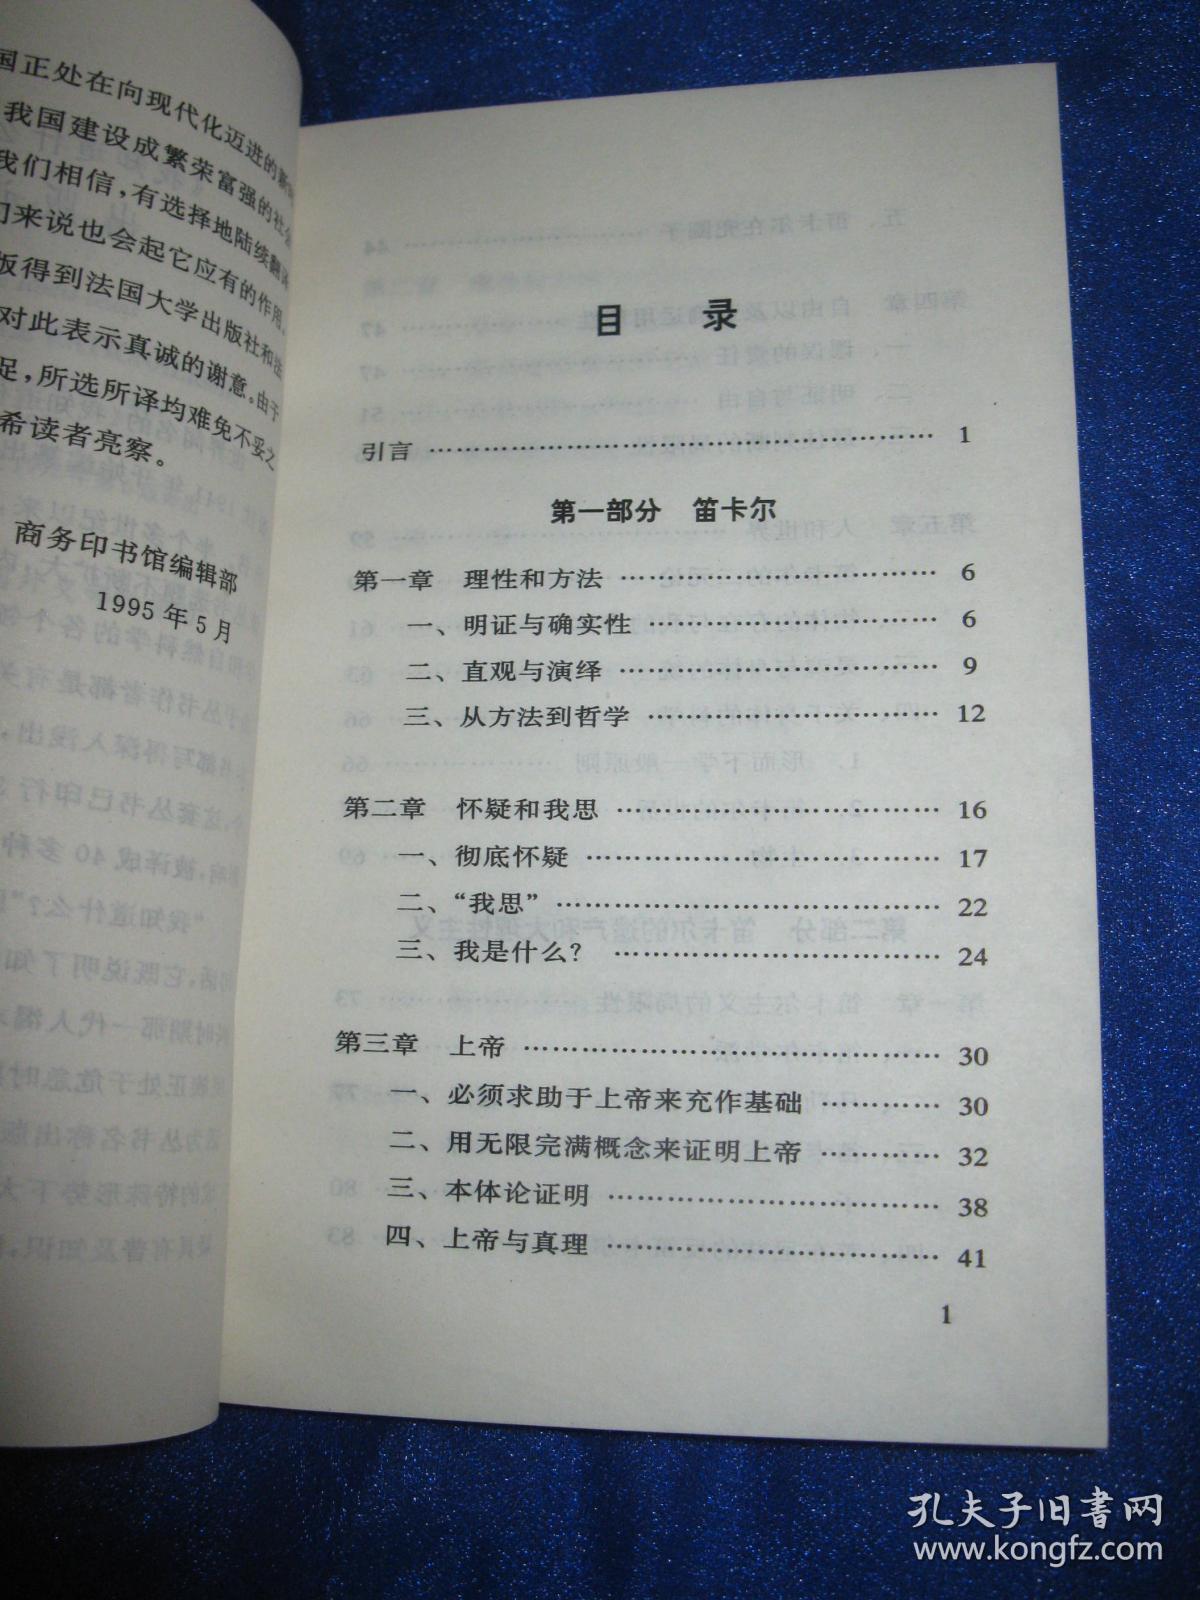 国正处在向现代化迈进的新
我国建设成繁荣富强的社会
我们相信，有选择地陆续翻译
们来说也会起它应有的作用。
版得到法国大学出版社和法
对此表示真诚的谢意。由于
足，所选所译均难免不妥之
希读者亮察。
商务印书馆编辑部
1995年5月
目 录
引言 …………………………………… 1
第一部分 笛卡尔
第一章 理性和方法 ………………………… 6
一、明证与确实性 ………………………… 6
二、直观与演绎 ………………………… 9
三、从方法到哲学 ……………………… 12
第二章 怀疑和我思 ………………………… 16
一、彻底怀疑 …………………………… 17
二、“我思” ……………………………… 22
三、我是什么？ ………………………… 24
第三章 上帝 ………………………………… 30
一、必须求助于上帝来充作基础 ………… 30
二、用无限完满概念来证明上帝 ………… 32
三、本体论证明 ………………………… 38
四、上帝与真理 ………………………… 41
1
孔夫子旧书网
www.kongfz.com